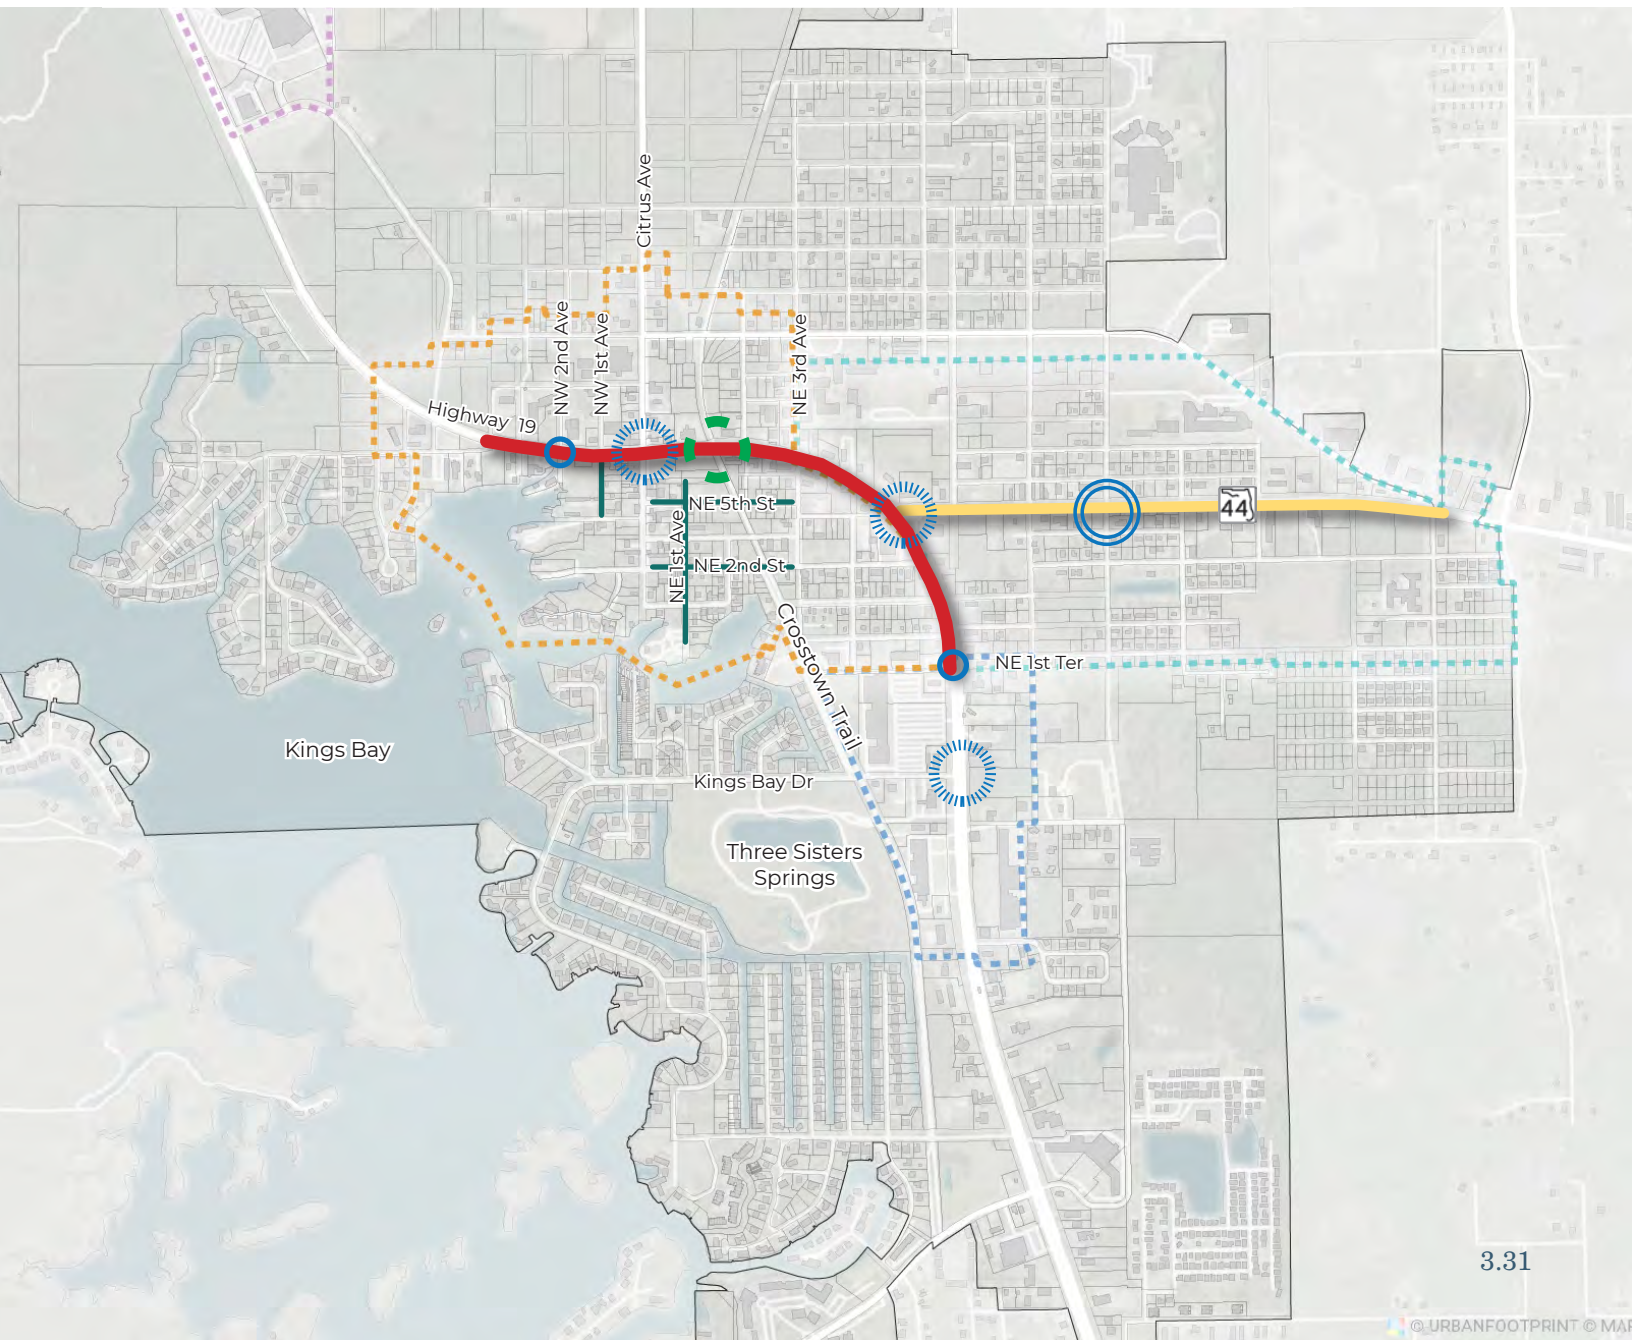 Citrus Ave
NW 2nd Ave
NW 1st Ave
NE 3rd Ave
Highway 19
NE 5th St
44
NE 1st Ave
NE 2nd St
Crosstown Trail
NE 1st Ter
Kings Bay
Kings Bay Dr
Three Sisters
Springs
3.31
© URBANFOOTPRINT © MAP